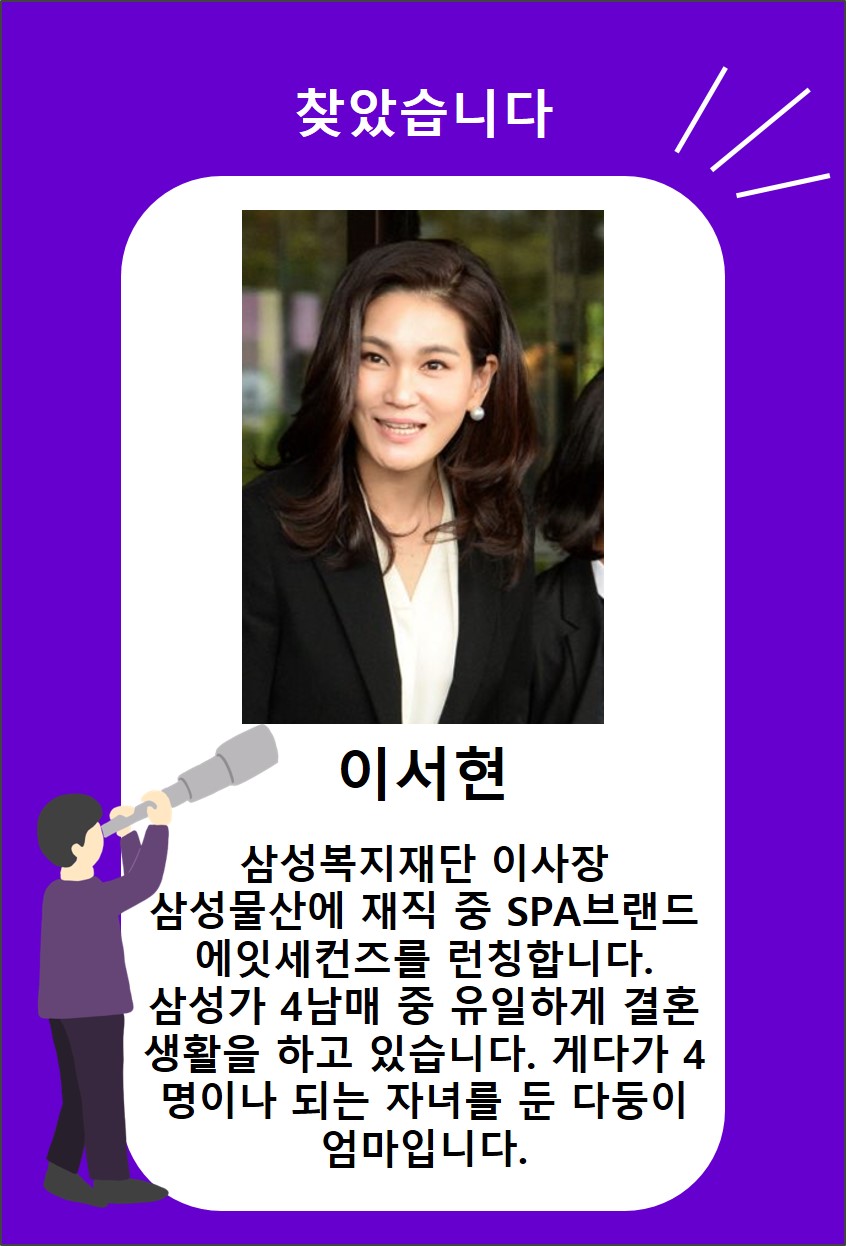 찾았습니다
이서현
삼성복지재단 이사장
삼성물산에 재직 중 SPA브랜드
에잇세컨즈를 런칭합니다.
삼성가 4남매 중 유일하게 결혼
생활을 하고 있습니다. 게다가 4
명이나 되는 자녀를 둔 다둥이
엄마입니다.